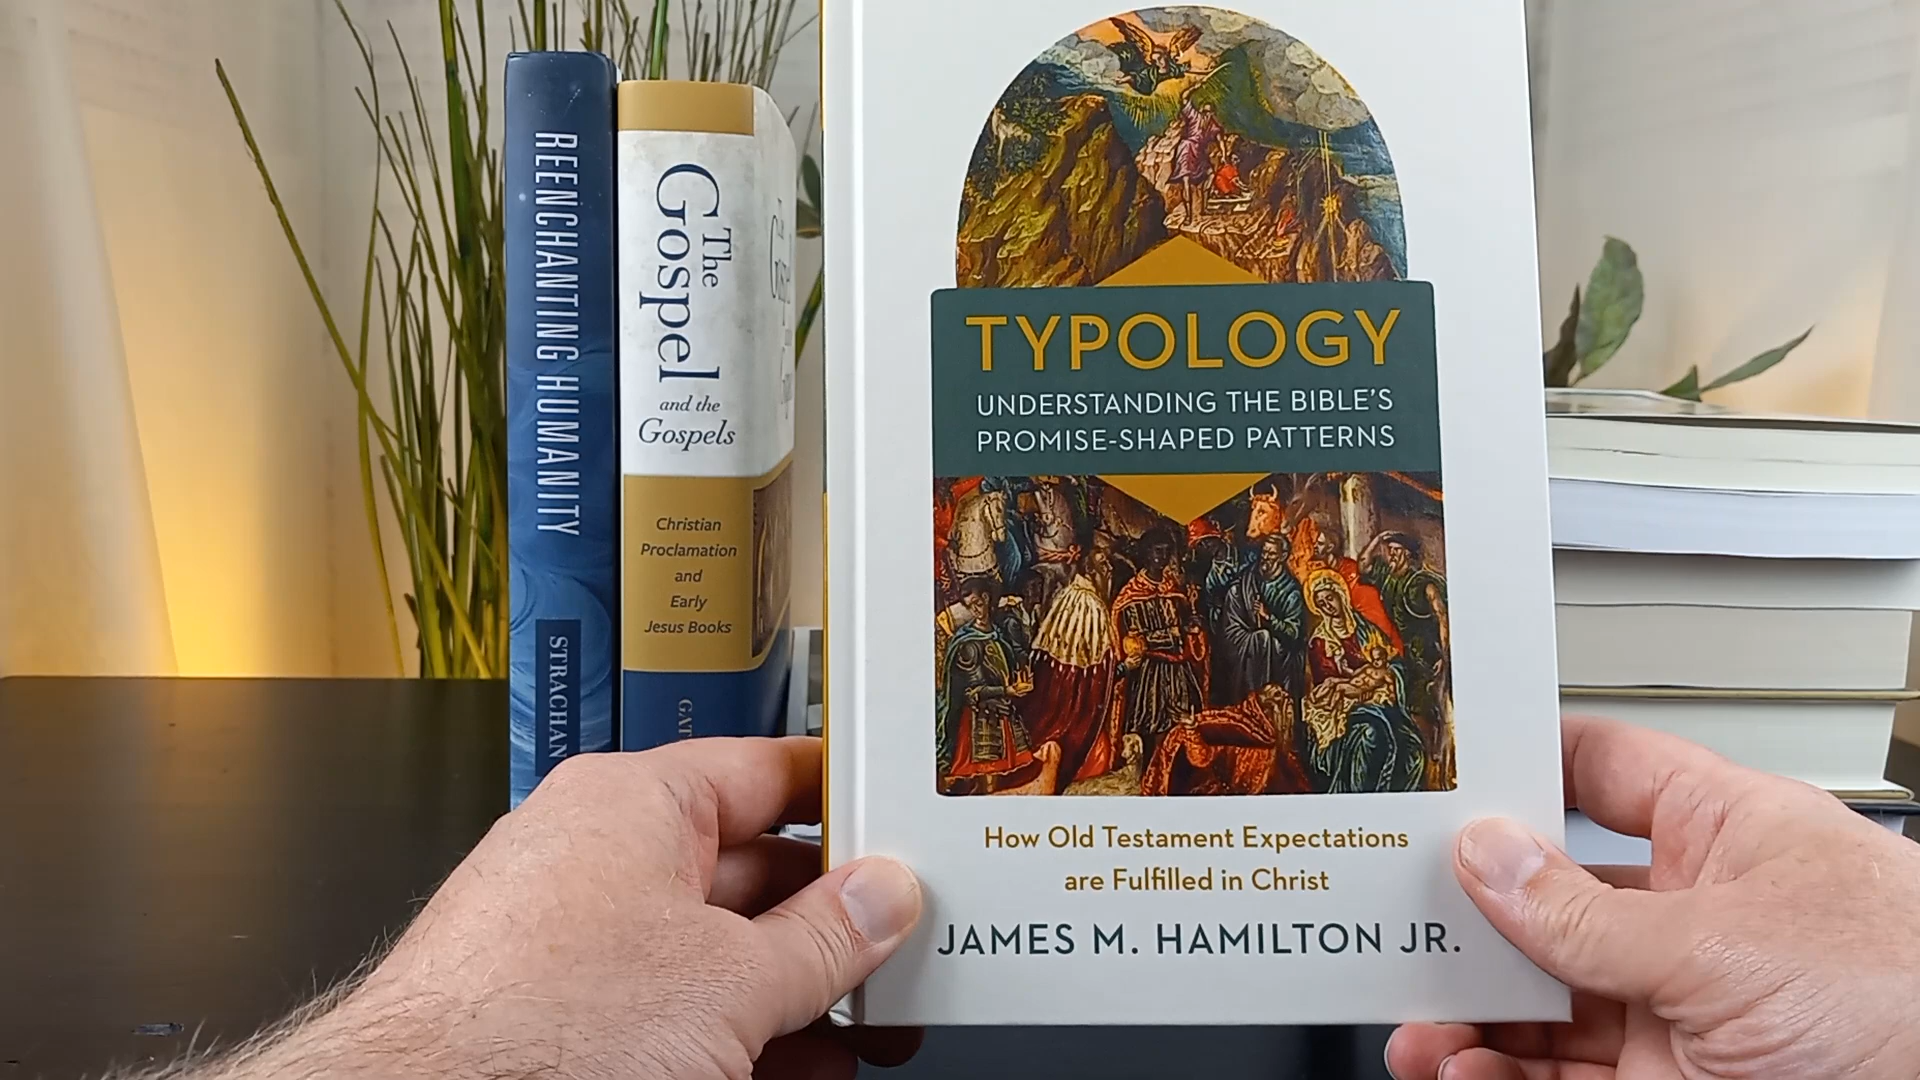 REENCHANTING HUMANITY
STRACHAN
The
Gospel
and the
Gospels
Christian
Proclamation
and
Early
Jesus Books
TYPOLOGY
UNDERSTANDING THE BIBLE'S
PROMISE-SHAPED PATTERNS
How Old Testament Expectations
are Fulfilled in Christ
JAMES M. HAMILTON JR.